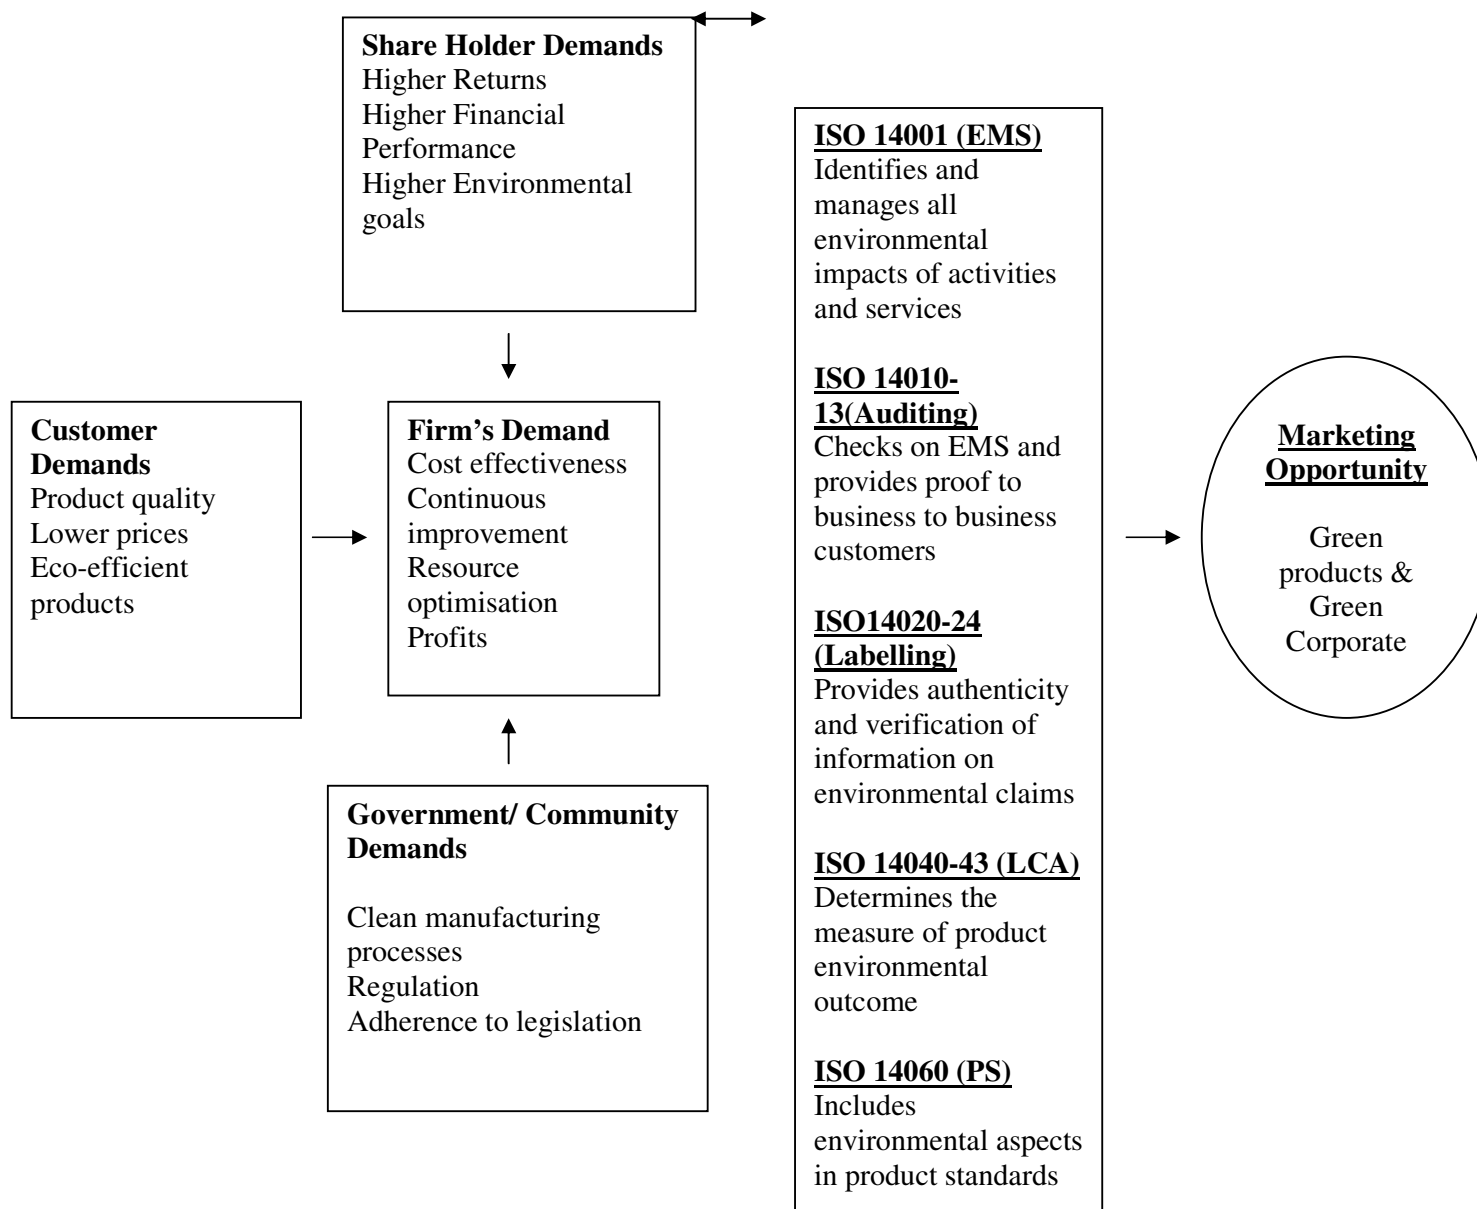 Share Holder Demands
Higher Returns
Higher Financial
Performance
Higher Environmental
goals
Customer
Demands
Product quality
Lower prices
Eco-efficient
products
Firm’s Demand
Cost effectiveness
Continuous
improvement
Resource
optimisation
Profits
Government/ Community
Demands
Clean manufacturing
processes
Regulation
Adherence to legislation
ISO 14001 (EMS)
Identifies and
manages all
environmental
impacts of activities
and services
ISO 14010-
13(Auditing)
Checks on EMS and
provides proof to
business to business
customers
ISO14020-24
(Labelling)
Provides authenticity
and verification of
information on
environmental claims
ISO 14040-43 (LCA)
Determines the
measure of product
environmental
outcome
ISO 14060 (PS)
Includes
environmental aspects
in product standards
Marketing
Opportunity
Green
products &
Green
Corporate